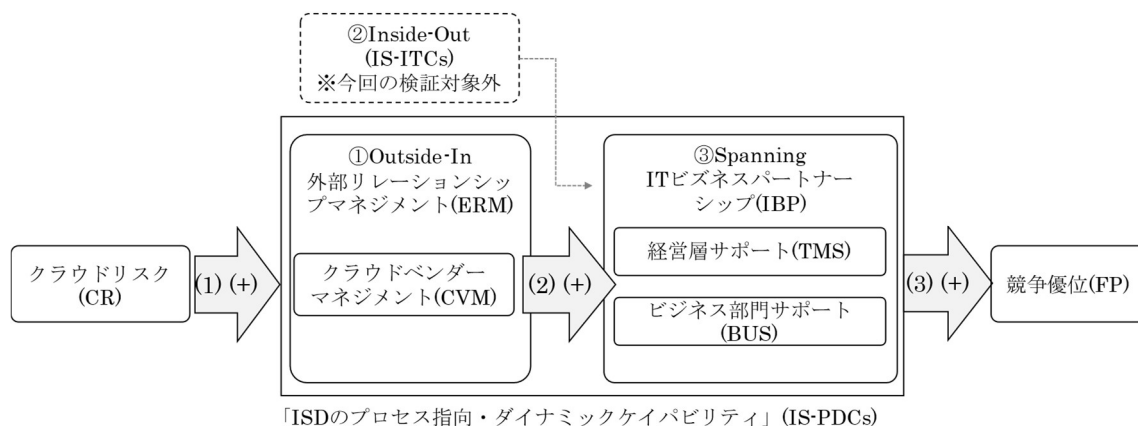 ②Inside-Out
(IS-ITCs)
※今回の検証対象外
①Outside-In
外部リレーションシッ
プマネジメント(ERM)
クラウドベンダー
マネジメント(CVM)
③Spanning
ITビズネスパートナー
シップ(IBP)
経営層サポート(TMS)
ビジネス部門サポート
(BUS)
クラウドリスク
(CR)
(1) (+)
(2) (+)
(3) (+)
競争優位(FP)
「ISDのプロセス指向・ダイナミックケイパビリティ」(IS-PDCs)